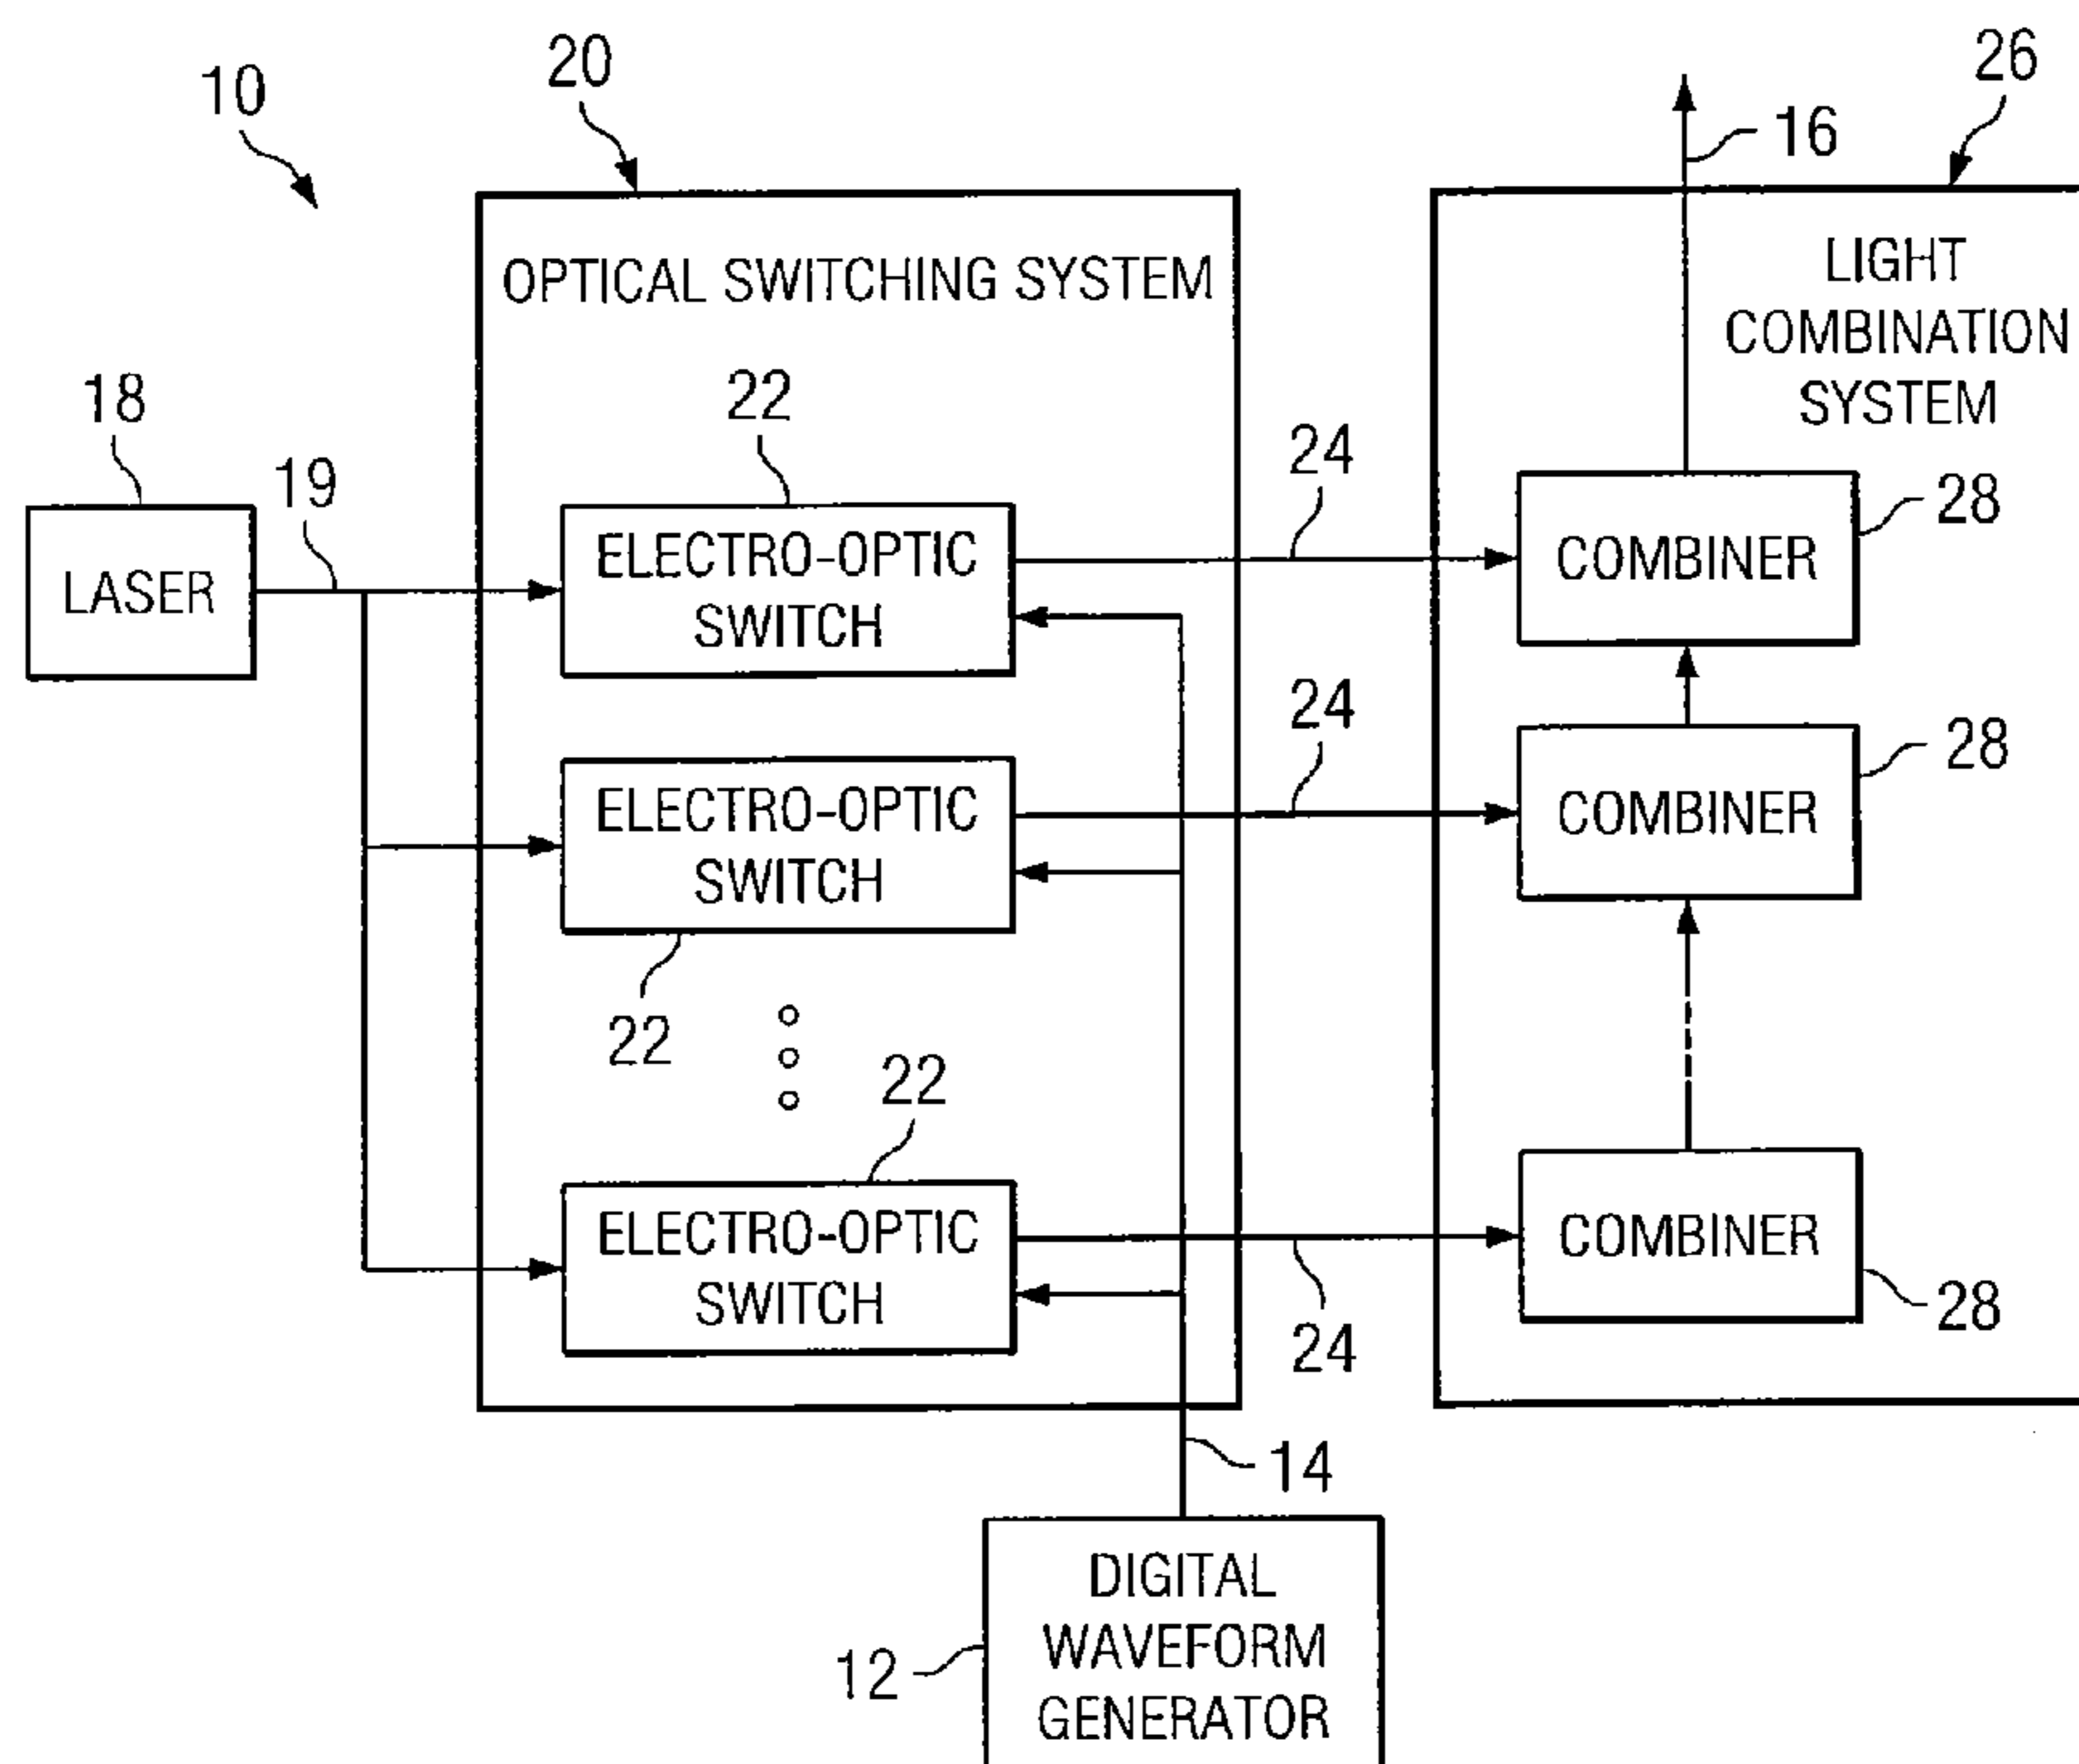 10
20
26
16
OPTICAL SWITCHING SYSTEM
LIGHT
COMBINATION
SYSTEM
18
19
22
24
28
LASER
ELECTRO-OPTIC
SWITCH
COMBINER
24
28
ELECTRO-OPTIC
SWITCH
COMBINER
22
22
ELECTRO-OPTIC
SWITCH
COMBINER
24
28
14
12
DIGITAL
WAVEFORM
GENERATOR